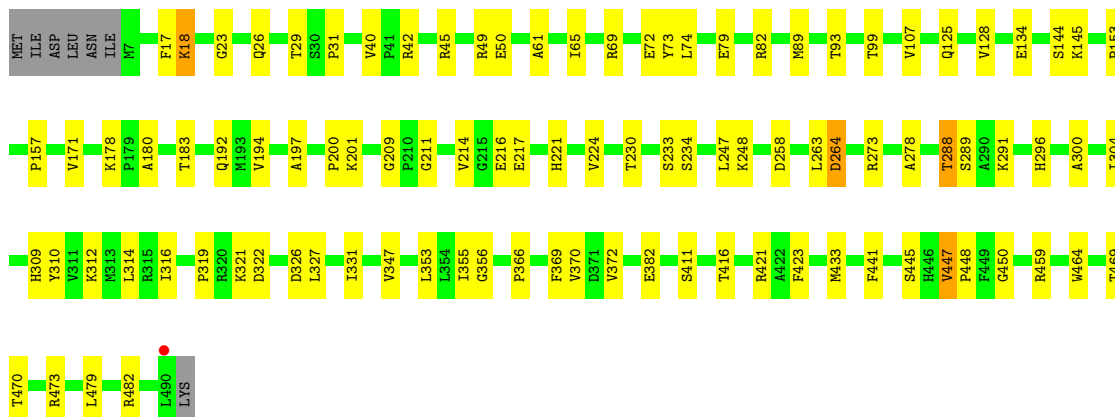 MET ILE ASP LEU ASN ILE M7 F17 K18 G23 Q26 T29 S30 P31 V40 P41 R42 R45 R49 E50 A61 I65 R69 E72 Y73 L74 E79 R82 M89 T93 T99 V107 Q125 V128 E134 S144 K145
P157 V171 K178 P179 A180 T183 Q192 M193 V194 A197 P200 K201 G209 P210 G211 V214 G215 E216 E217 H221 V224 T230 S233 S234 L247 K248 D258 L263 D264 R273 A278 T288 S289 A290 K291 H296 A300
H309 V310 V311 K312 M313 L314 R315 I316 P319 R320 K321 D322 D326 L327 I331 V347 L353 L354 I355 G356 P366 F369 V370 D371 V372 E382 S411 T416 R421 A422 F423 M433 F441 S445 H446 V447 P448 F449 G450 R459 W464
T470 R473 L479 R482 L490 LYS